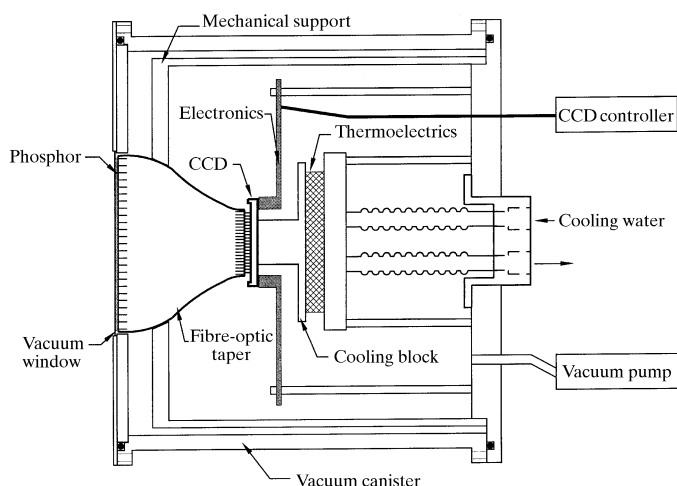 Mechanical support
Electronics
CCD controller
Thermoelectrics
Phosphor
CCD
Cooling water
Vacuum
window
Fibre-optic
taper
Cooling block
Vacuum pump
Vacuum canister